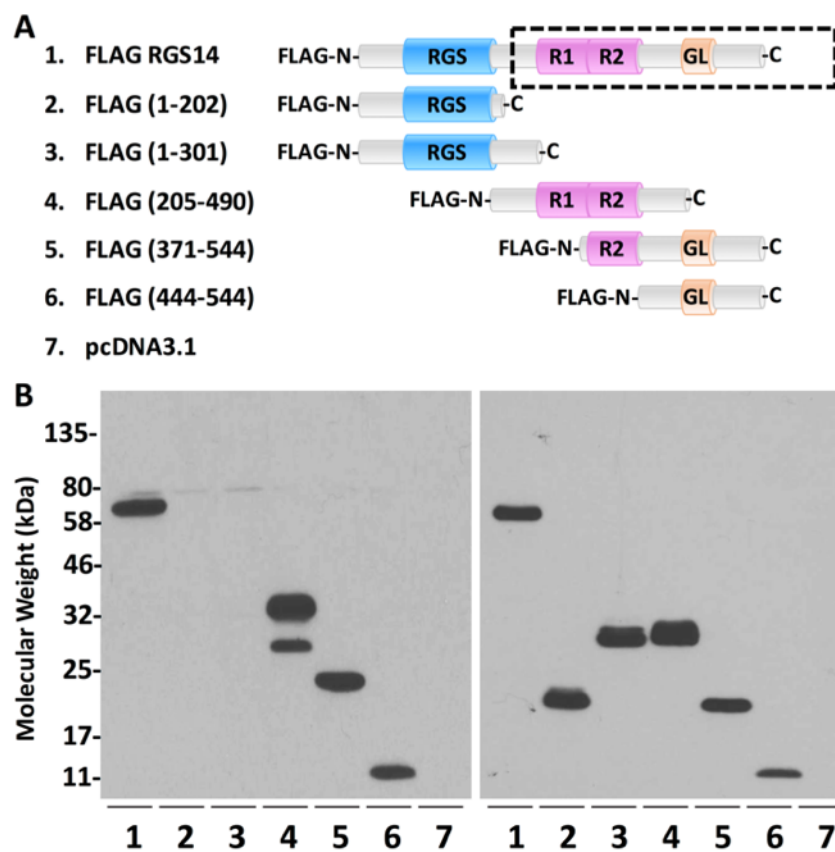 A
1. FLAG RGS14 FLAG-N- RGS R1 R2 GL -C
2. FLAG (1-202) FLAG-N- RGS -C
3. FLAG (1-301) FLAG-N- RGS -C
4. FLAG (205-490) FLAG-N- R1 R2 -C
5. FLAG (371-544) FLAG-N- R2 GL -C
6. FLAG (444-544) FLAG-N- GL -C
7. pcDNA3.1
B
Molecular Weight (kDa)
135-
80-
58-
46-
32-
25-
17-
11-
1 2 3 4 5 6 7 1 2 3 4 5 6 7